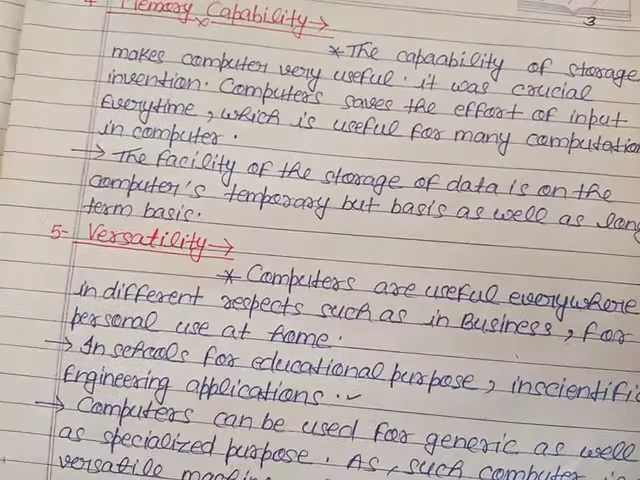 3
Memory Capability →
* The capaability of storage
makes computer very useful. it was crucial
invention. Computers saves the effort of input
Everytime, which is useful for many computation
in computer.
→ The facility of the storage of data is on the
computer's temporary but basis as well as long
term basis.
5- Versatility →
* Computers are useful everywhere
in different respects such as in Business, for
personal use at home.
→ In schools for educational purpose, in scientific
Engineering applications.
→ Computers can be used for generic as well
as specialized purpose. As, such computer is
versatile